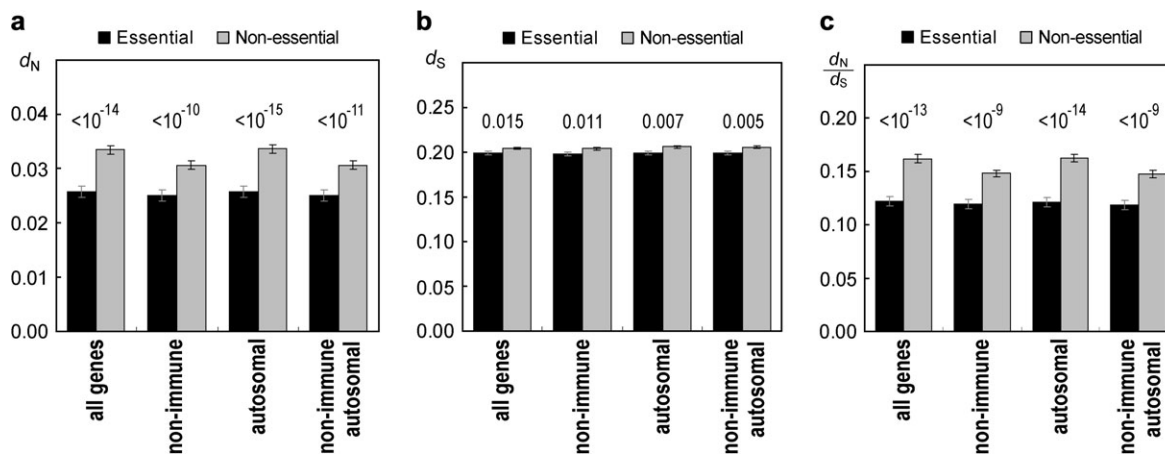 a
Essential Non-essential
dN
0.04
0.03
0.02
0.01
0.00
<10-14 <10-10 <10-15 <10-11
all genes
non-immune
autosomal
non-immune
autosomal
b
Essential Non-essential
dS
0.25
0.20
0.15
0.10
0.05
0.00
0.015 0.011 0.007 0.005
all genes
non-immune
autosomal
non-immune
autosomal
c
Essential Non-essential
dN
dS
0.20
0.15
0.10
0.05
0.00
<10-13 <10-9 <10-14 <10-9
all genes
non-immune
autosomal
non-immune
autosomal